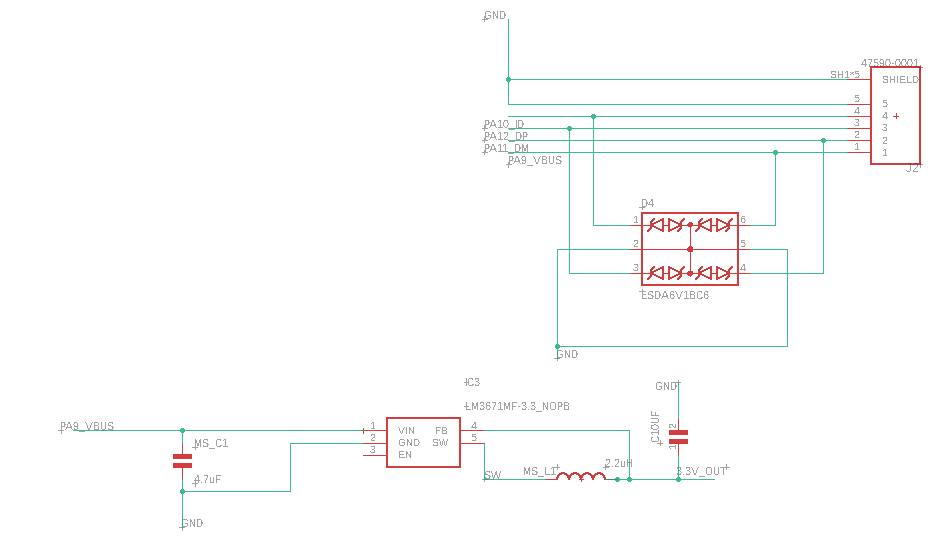 GND
47590-0001
SH1*5
SHIELD
5
5
4
4
PA10_ID
3
3
PA12_DP
2
2
PA11_DM
1
1
PA9_VBUS
J2
D4
1
6
2
5
3
4
ESDA6V1BC6
GND
IC3
GND
LM3671MF-3.3_NOPB
PA9_VBUS
1
VIN
FB
4
C10UF
2
1
2
GND
SW
5
MS_C1
3
EN
4.7uF
SW
MS_L1
2.2uH
3.3V_OUT
GND